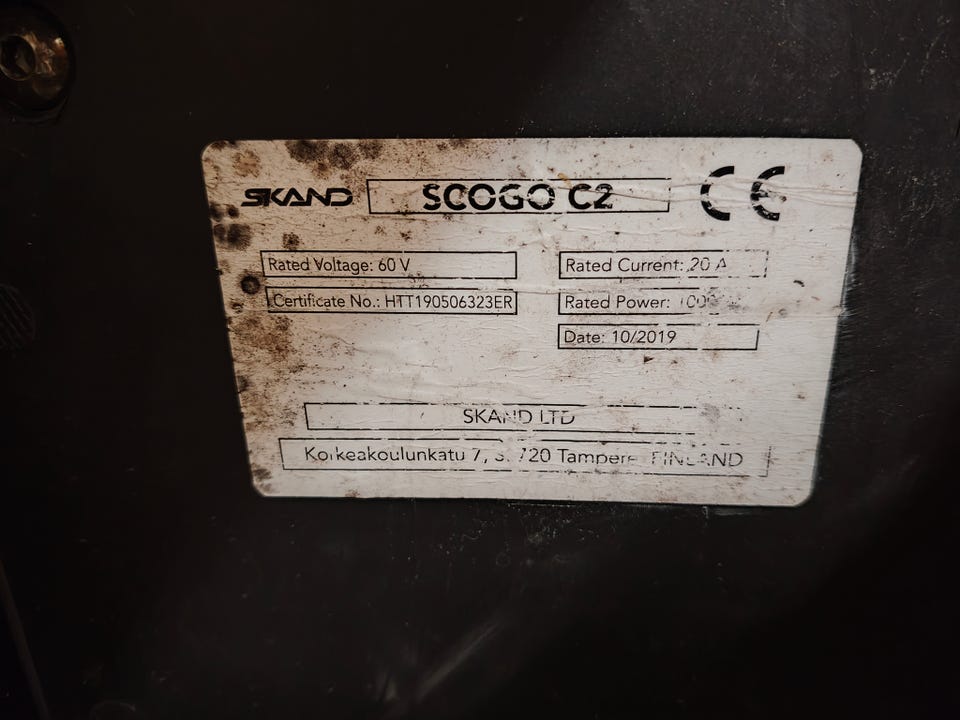 SKAND SCOGO C2 CE
Rated Voltage: 60 V Rated Current: 20 A
Certificate No.: HTT190506323ER Rated Power:
Date: 10/2019
SKAND LTD
Korkeakoulunkatu 7, Tampere FINLAND